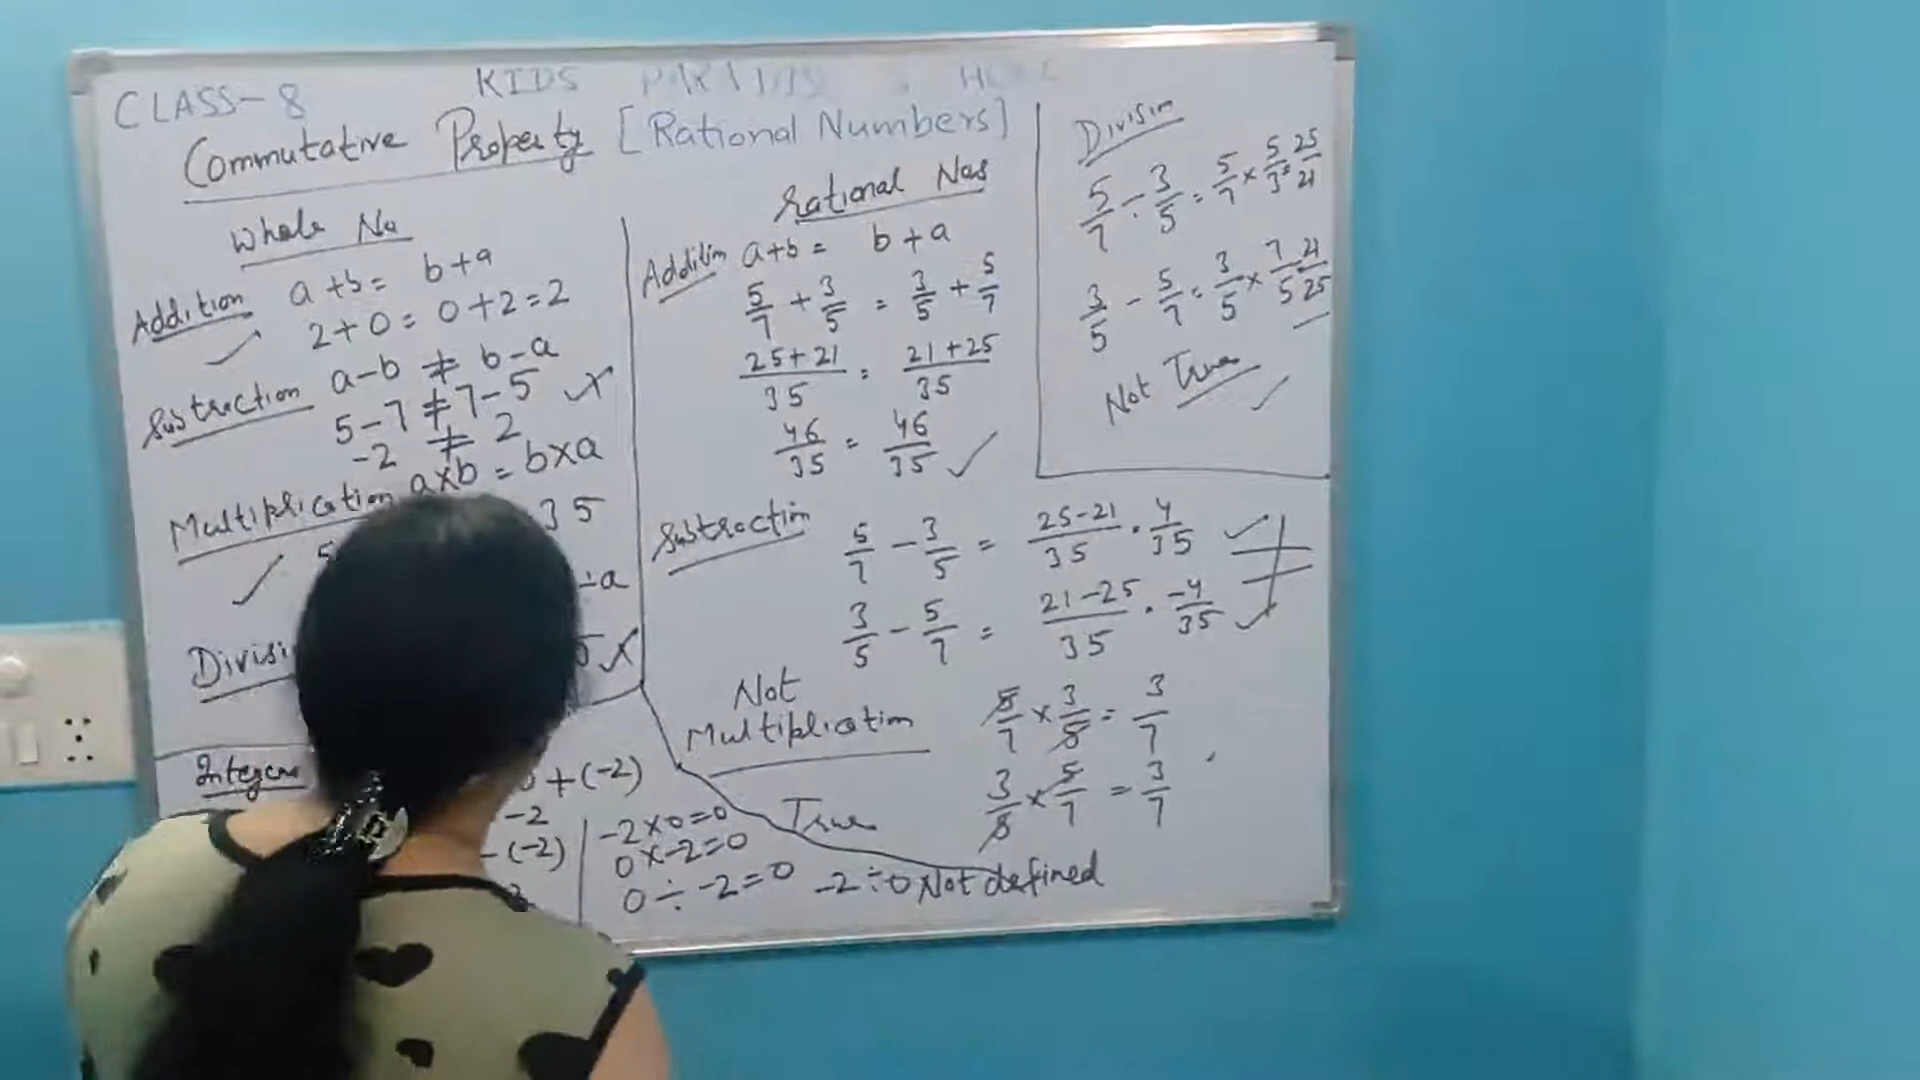 CLASS-8
KIDS
Commutative Property [Rational Numbers]
Whole No
Addition a+b = b+a
2+0 = 0+2=2
Substraction a-b ≠ b-a
5-7 ≠ 7-5
-2 ≠ 2
Multiplication a×b = b×a
5 35
÷a
Divisi
Integers + (-2)
-2
- (-2)
-2×0=0
0×-2=0
0 ÷ -2=0 -2÷0 Not defined
Rational Nos
Addition a+b = b+a
5/7 + 3/5 = 3/5 + 5/7
25+21/35 = 21+25/35
46/35 = 46/35
Substraction 5/7 - 3/5 = 25-21/35 = 4/35
3/5 - 5/7 = 21-25/35 = -4/35
Not
Multiplication 5/7 × 3/5 = 3/7
True 3/5 × 5/7 = 3/7
Division
5/7 ÷ 3/5 = 5/7 × 5/3 = 25/21
3/5 - 5/7 = 3/5 × 7/5 21/25
Not True